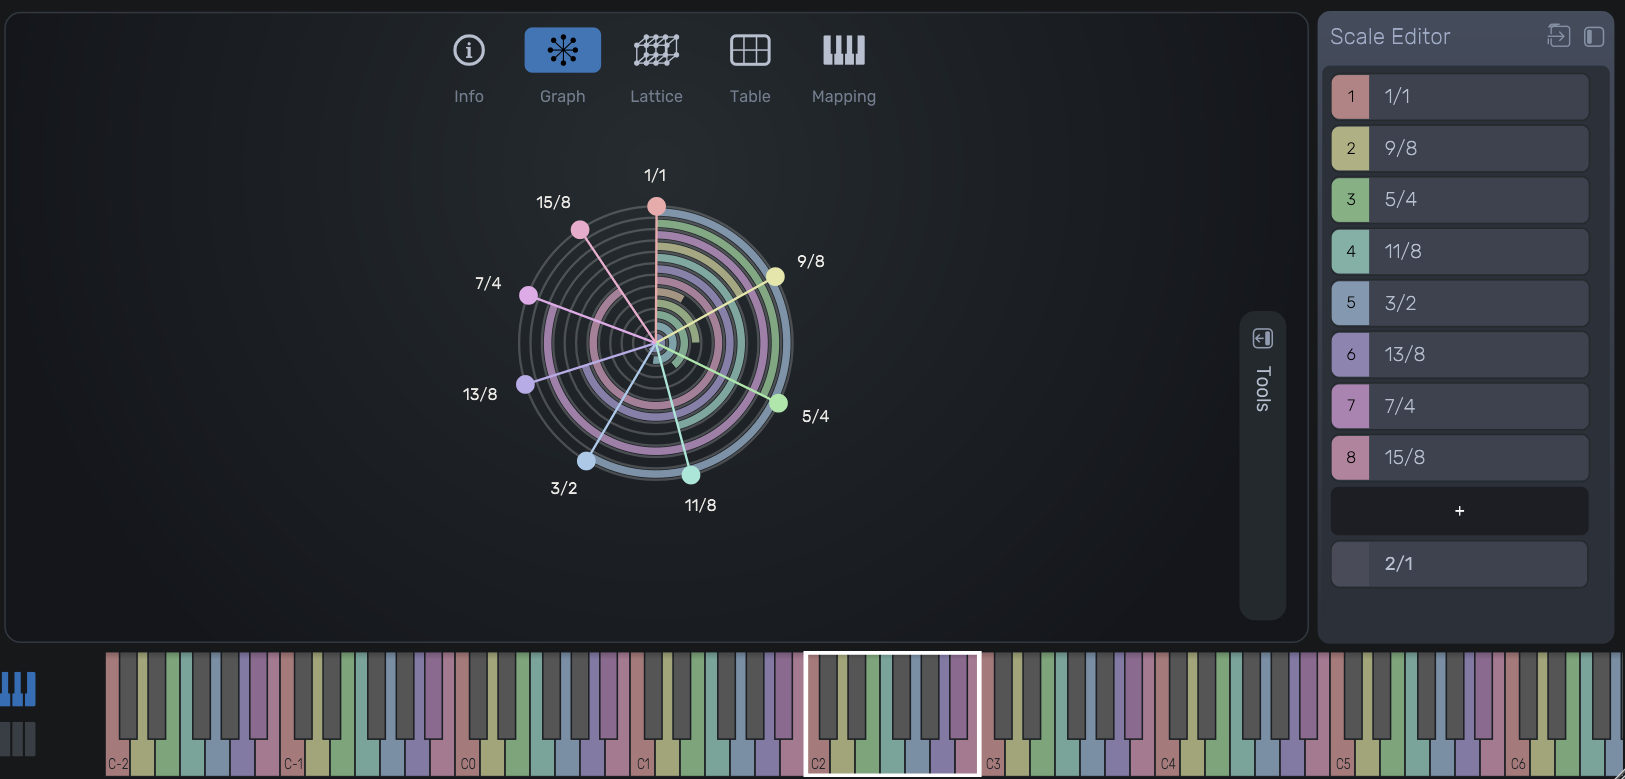 Info
Graph
Lattice
Table
Mapping
1/1
15/8
9/8
7/4
13/8
5/4
3/2
11/8
Tools
Scale Editor
1 1/1
2 9/8
3 5/4
4 11/8
5 3/2
6 13/8
7 7/4
8 15/8
+
2/1
C-2 C-1 C0 C1 C2 C3 C4 C5 C6